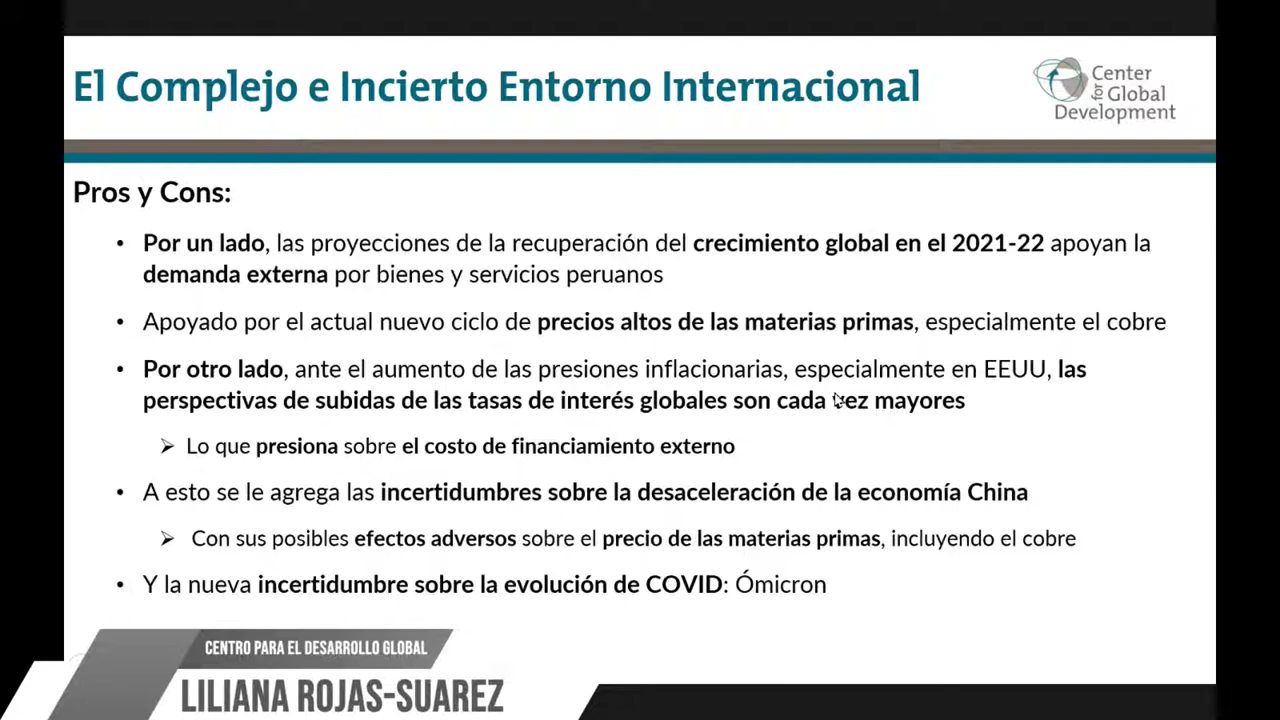 El Complejo e Incierto Entorno Internacional
Center
for Global
Development
Pros y Cons:
• Por un lado, las proyecciones de la recuperación del crecimiento global en el 2021-22 apoyan la
demanda externa por bienes y servicios peruanos
• Apoyado por el actual nuevo ciclo de precios altos de las materias primas, especialmente el cobre
• Por otro lado, ante el aumento de las presiones inflacionarias, especialmente en EEUU, las
perspectivas de subidas de las tasas de interés globales son cada vez mayores
➢ Lo que presiona sobre el costo de financiamiento externo
• A esto se le agrega las incertidumbres sobre la desaceleración de la economía China
➢ Con sus posibles efectos adversos sobre el precio de las materias primas, incluyendo el cobre
• Y la nueva incertidumbre sobre la evolución de COVID: Ómicron
CENTRO PARA EL DESARROLLO GLOBAL
LILIANA ROJAS-SUAREZ